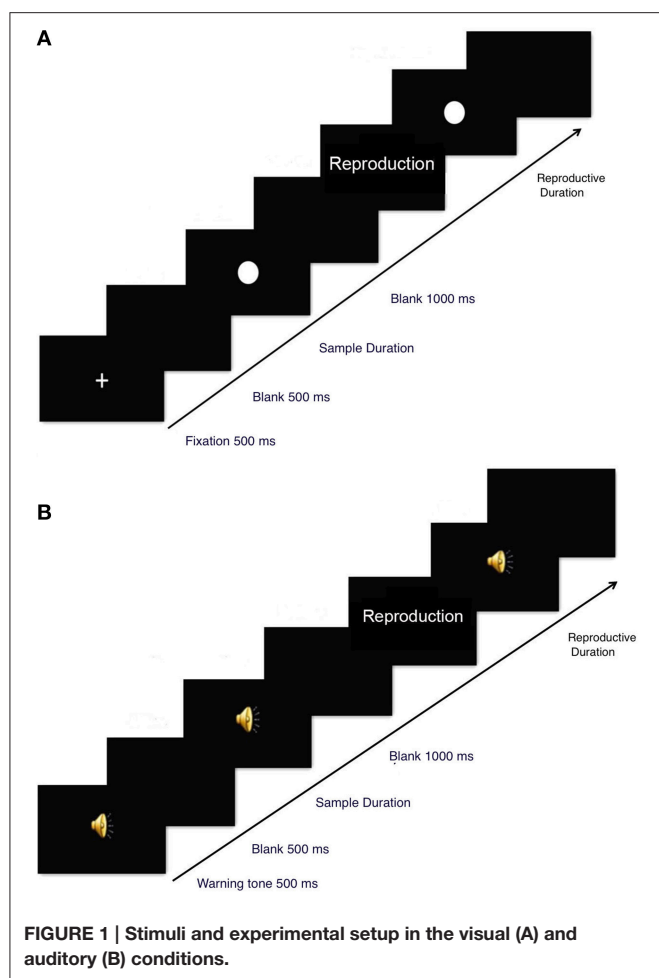 A
Reproduction
Reproductive
Duration
Blank 1000 ms
Sample Duration
Blank 500 ms
Fixation 500 ms
B
Reproduction
Reproductive
Duration
Blank 1000 ms
Sample Duration
Blank 500 ms
Warning tone 500 ms
FIGURE 1 | Stimuli and experimental setup in the visual (A) and
auditory (B) conditions.